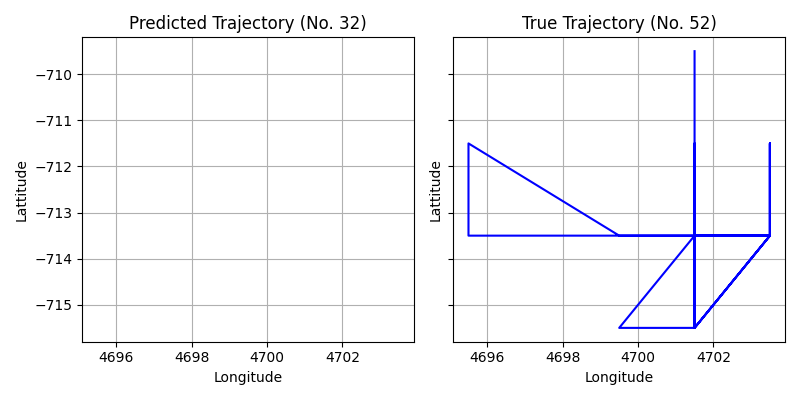 Predicted Trajectory (No. 32)
−710
−711
−712
−713
−714
−715
Lattitude
4696 4698 4700 4702
Longitude
True Trajectory (No. 52)
Lattitude
4696 4698 4700 4702
Longitude